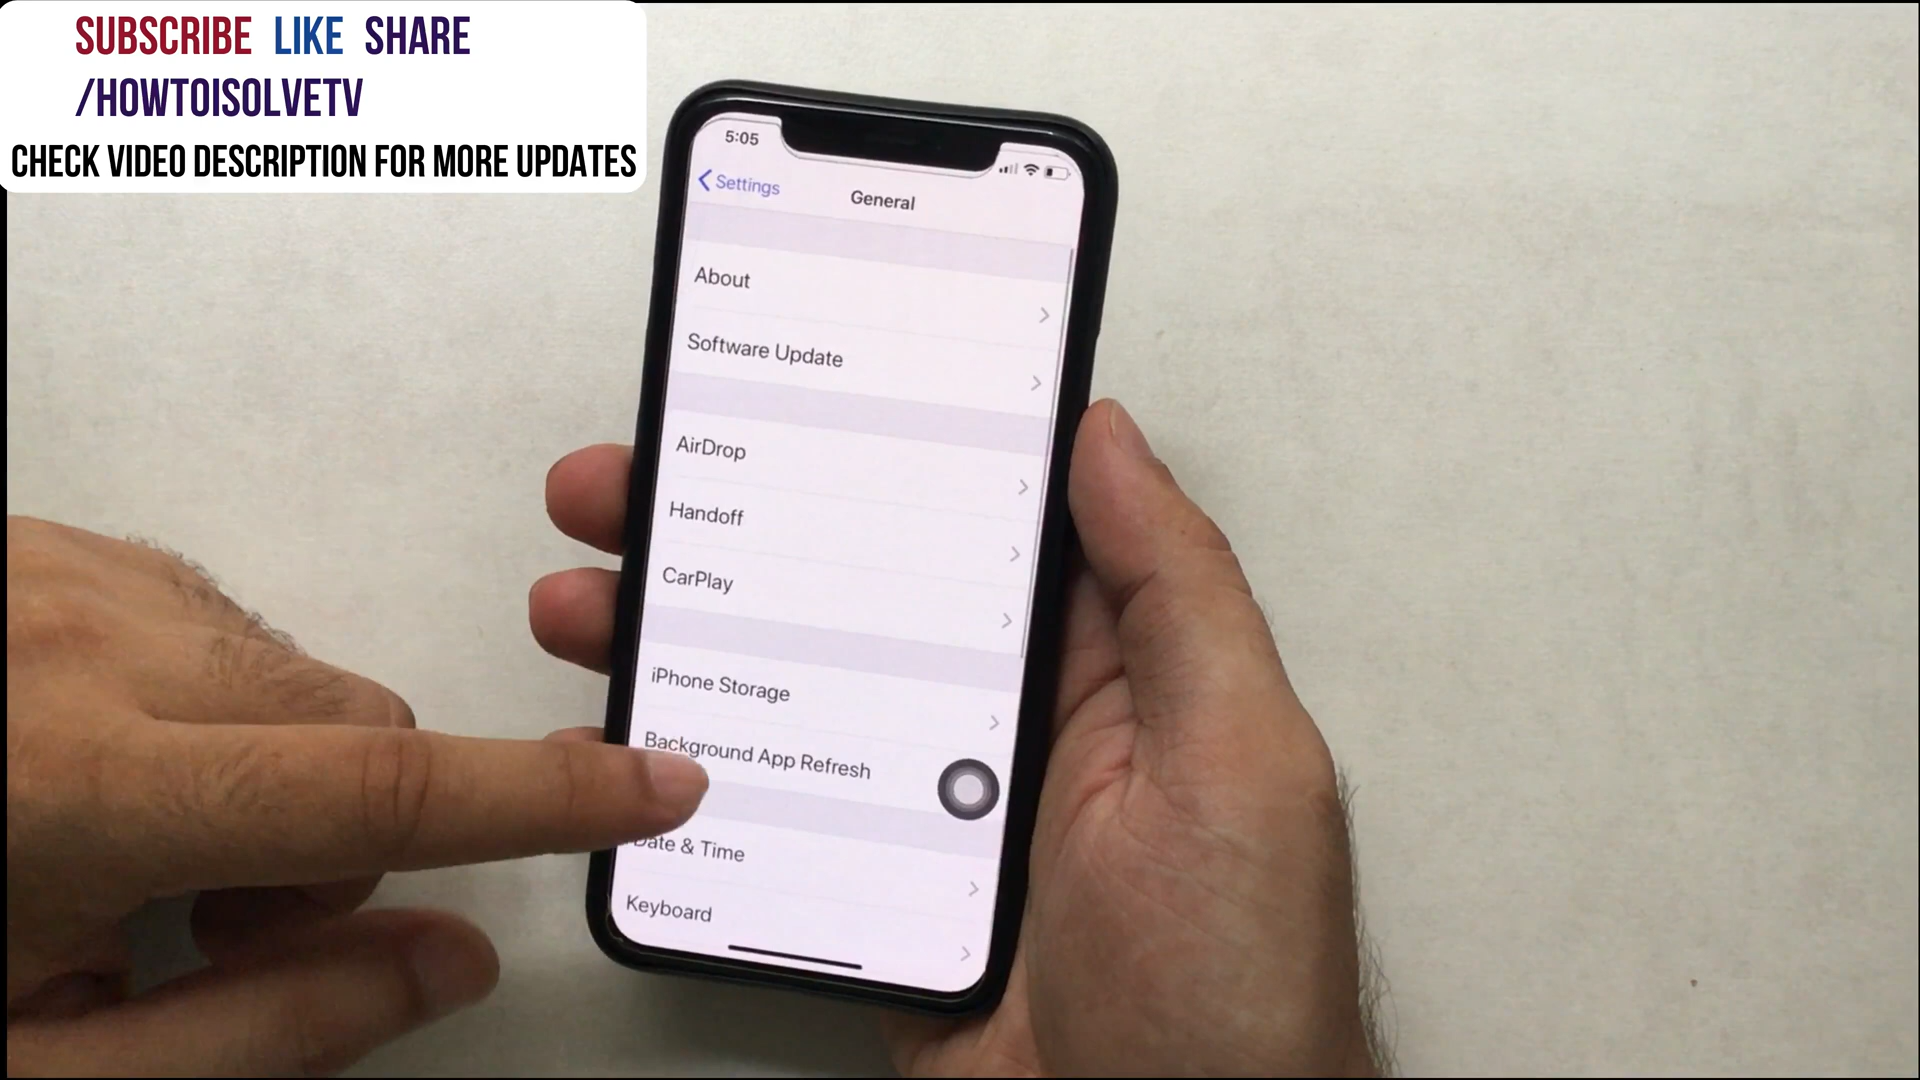 SUBSCRIBE LIKE SHARE
/HOWTOISOLVETV
CHECK VIDEO DESCRIPTION FOR MORE UPDATES
5:05
Settings
General
About
Software Update
AirDrop
Handoff
CarPlay
iPhone Storage
Background App Refresh
Date & Time
Keyboard